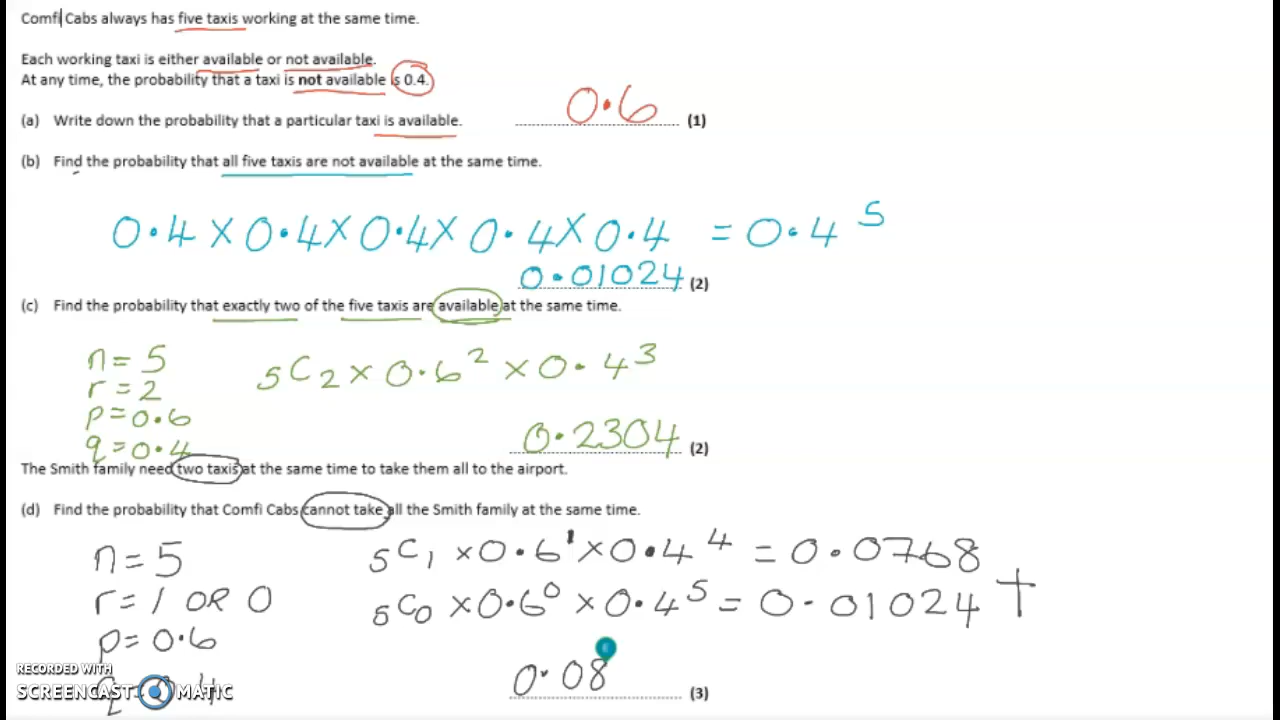 Comfi Cabs always has five taxis working at the same time.
Each working taxi is either available or not available.
At any time, the probability that a taxi is not available is 0.4.
(a) Write down the probability that a particular taxi is available. 0.6 (1)
(b) Find the probability that all five taxis are not available at the same time.
0.4 × 0.4 × 0.4 × 0.4 × 0.4 = 0.4⁵
0.01024 (2)
(c) Find the probability that exactly two of the five taxis are available at the same time.
n = 5
5C2 × 0.6² × 0.4³
r = 2
p = 0.6
q = 0.4
0.2304 (2)
The Smith family need two taxis at the same time to take them all to the airport.
(d) Find the probability that Comfi Cabs cannot take all the Smith family at the same time.
n = 5
5C1 × 0.6¹ × 0.4⁴ = 0.0768
r = 1 OR 0
5C0 × 0.6⁰ × 0.4⁵ = 0.01024 +
p = 0.6
0.08 (3)
RECORDED WITH
SCREENCAST MATIC